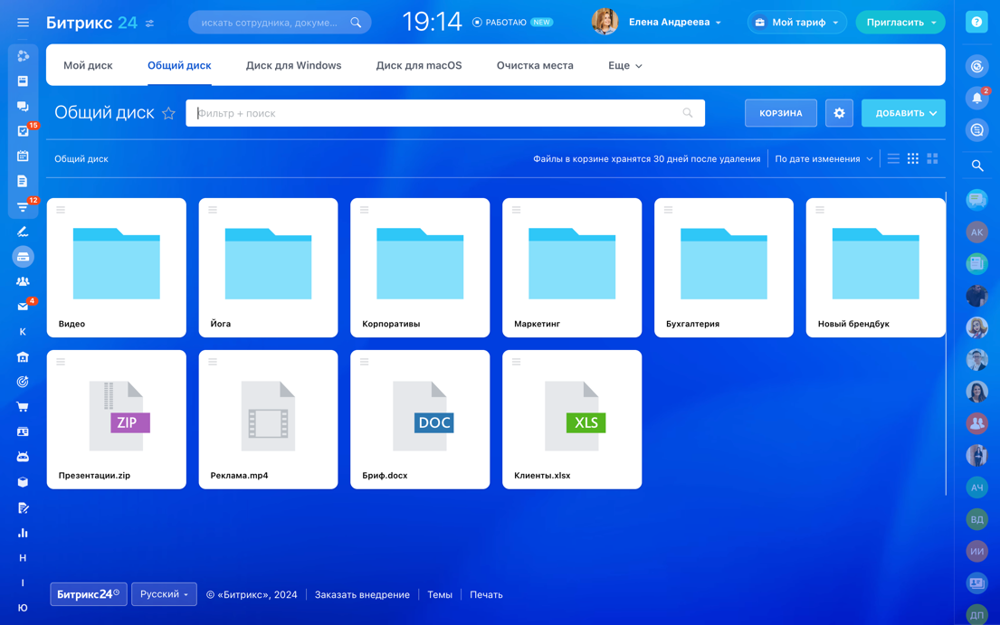 Битрикс 24
искать сотрудника, докуме...
19:14
РАБОТАЮ NEW
Елена Андреева
Мой тариф
Пригласить
?
Мой диск
Общий диск
Диск для Windows
Диск для macOS
Очистка места
Еще
2
Общий диск
Фильтр + поиск
КОРЗИНА
ДОБАВИТЬ
15
Общий диск
Файлы в корзине хранятся 30 дней после удаления
По дате изменения
12
4
К
Н
I
Ю
Видео
Йога
Корпоративы
Маркетинг
Бухгалтерия
Новый брендбук
ZIP
DOC
XLS
Презентации.zip
Реклама.mp4
Бриф.docx
Клиенты.xlsx
АК
АЧ
ВД
ИИ
ДП
Битрикс24
Русский
© «Битрикс», 2024
Заказать внедрение
Темы
Печать